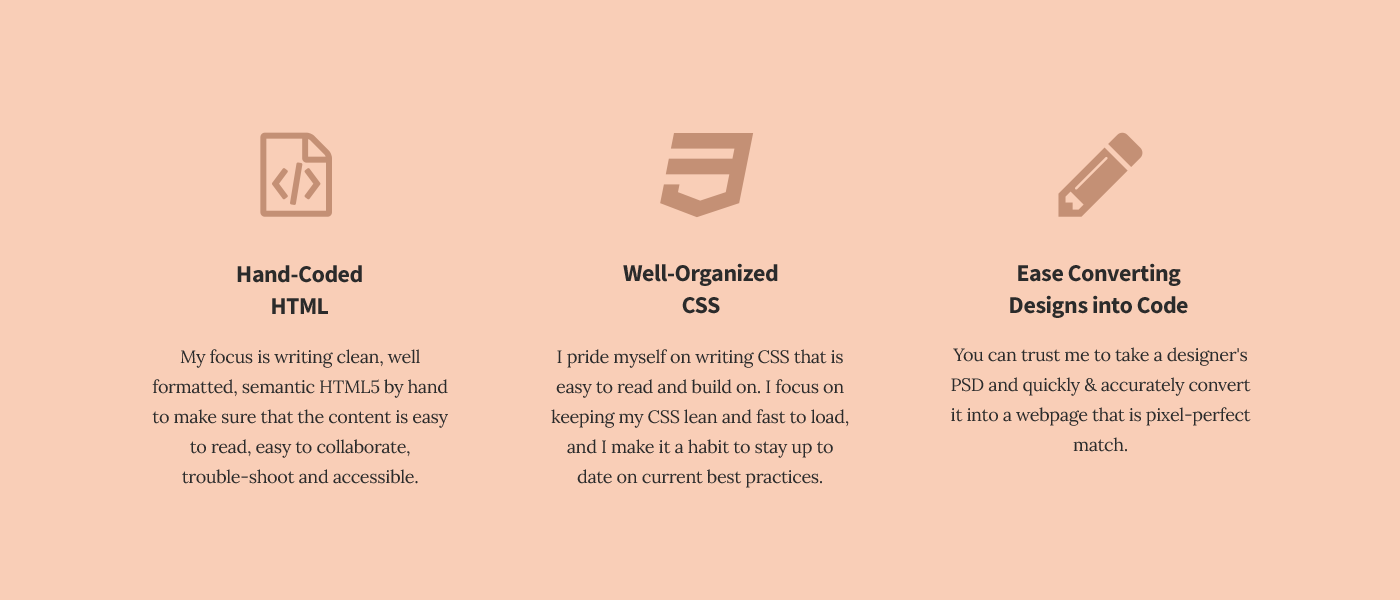 Hand-Coded
HTML
My focus is writing clean, well
formatted, semantic HTML5 by hand
to make sure that the content is easy
to read, easy to collaborate,
trouble-shoot and accessible.
Well-Organized
CSS
I pride myself on writing CSS that is
easy to read and build on. I focus on
keeping my CSS lean and fast to load,
and I make it a habit to stay up to
date on current best practices.
Ease Converting
Designs into Code
You can trust me to take a designer's
PSD and quickly & accurately convert
it into a webpage that is pixel-perfect
match.